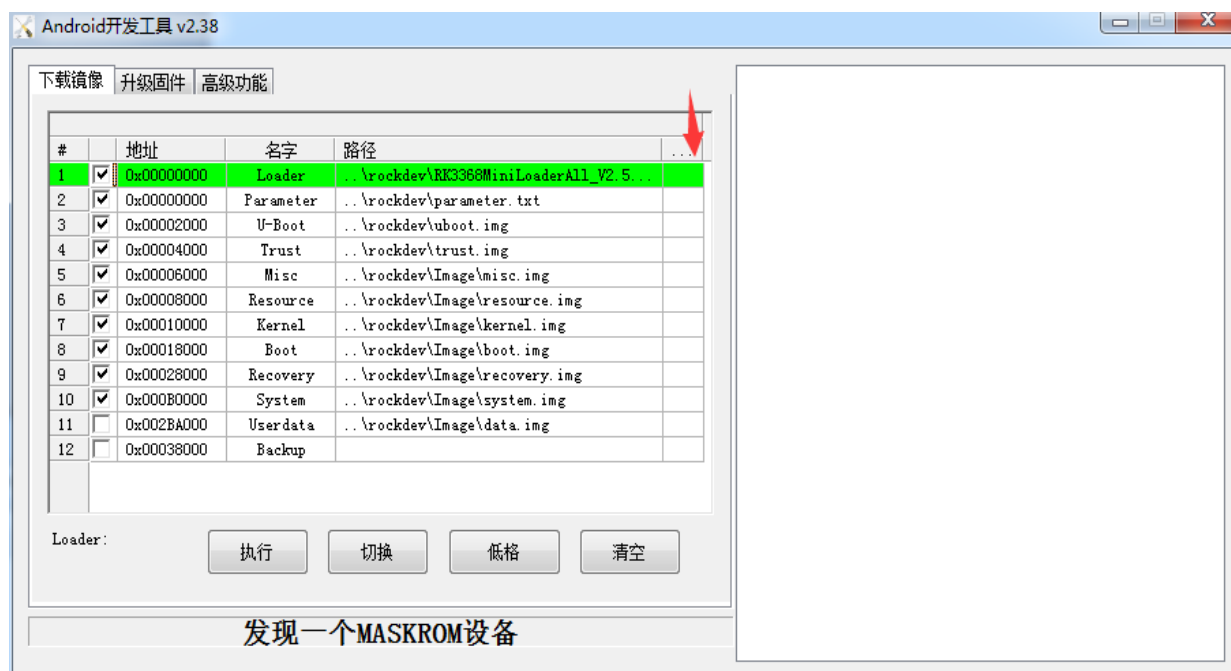 Android开发工具 v2.38
下载镜像 升级固件 高级功能
# 地址 名字 路径 ...
1 0x00000000 Loader ..\rockdev\RK3368MiniLoaderAll_V2.5...
2 0x00000000 Parameter ..\rockdev\parameter.txt
3 0x00002000 U-Boot ..\rockdev\uboot.img
4 0x00004000 Trust ..\rockdev\trust.img
5 0x00006000 Misc ..\rockdev\Image\misc.img
6 0x00008000 Resource ..\rockdev\Image\resource.img
7 0x00010000 Kernel ..\rockdev\Image\kernel.img
8 0x00018000 Boot ..\rockdev\Image\boot.img
9 0x00028000 Recovery ..\rockdev\Image\recovery.img
10 0x000B0000 System ..\rockdev\Image\system.img
11 0x002BA000 Userdata ..\rockdev\Image\data.img
12 0x00038000 Backup
Loader: 执行 切换 低格 清空
发现一个MASKROM设备